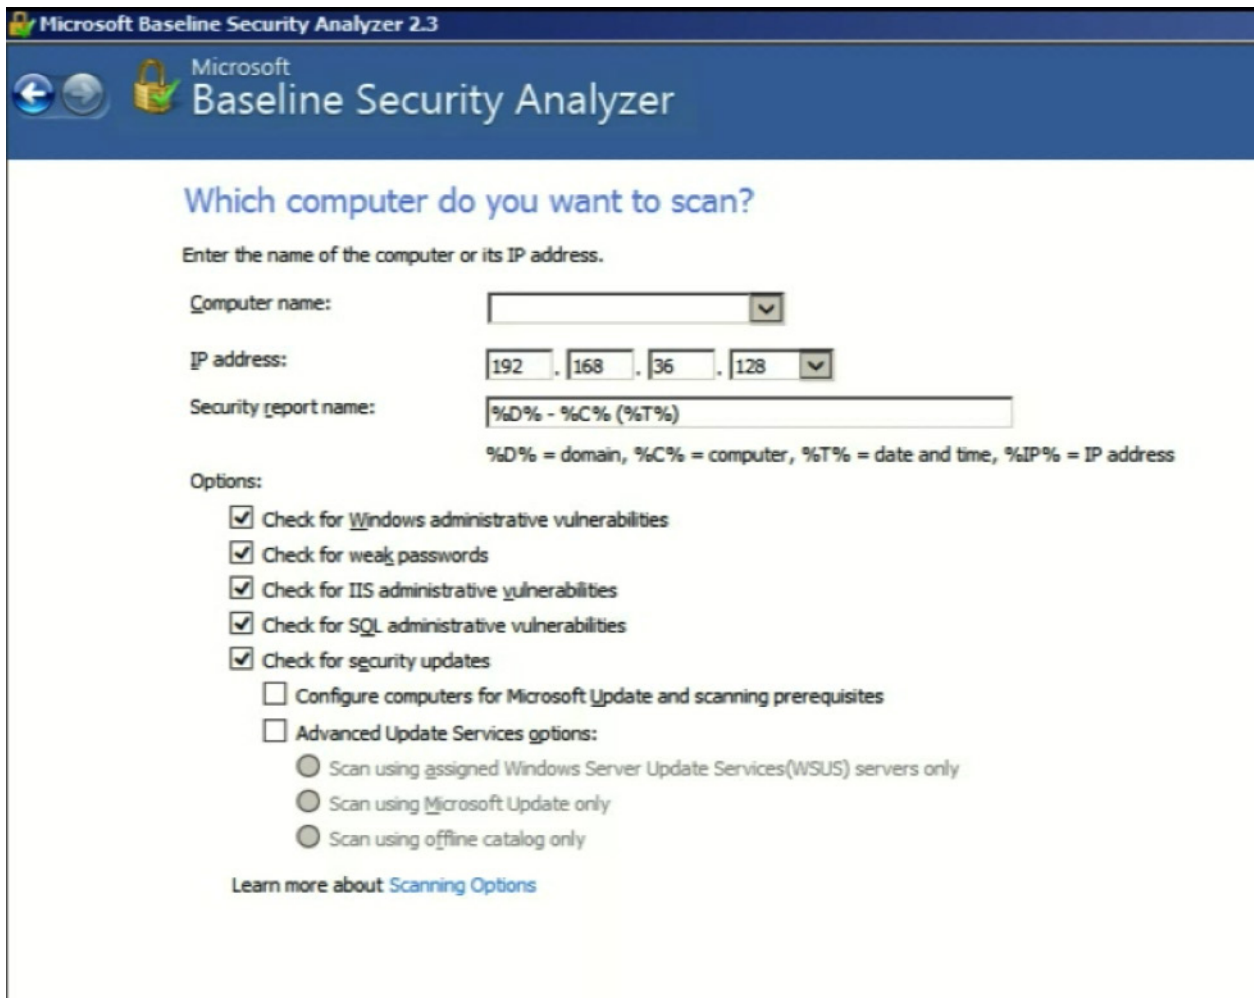 Microsoft Baseline Security Analyzer 2.3
Microsoft
Baseline Security Analyzer
Which computer do you want to scan?
Enter the name of the computer or its IP address.
Computer name:
IP address: 192 . 168 . 36 . 128
Security report name: %D% - %C% (%T%)
%D% = domain, %C% = computer, %T% = date and time, %IP% = IP address
Options:
Check for Windows administrative vulnerabilities
Check for weak passwords
Check for IIS administrative vulnerabilities
Check for SQL administrative vulnerabilities
Check for security updates
Configure computers for Microsoft Update and scanning prerequisites
Advanced Update Services options:
Scan using assigned Windows Server Update Services(WSUS) servers only
Scan using Microsoft Update only
Scan using offline catalog only
Learn more about Scanning Options